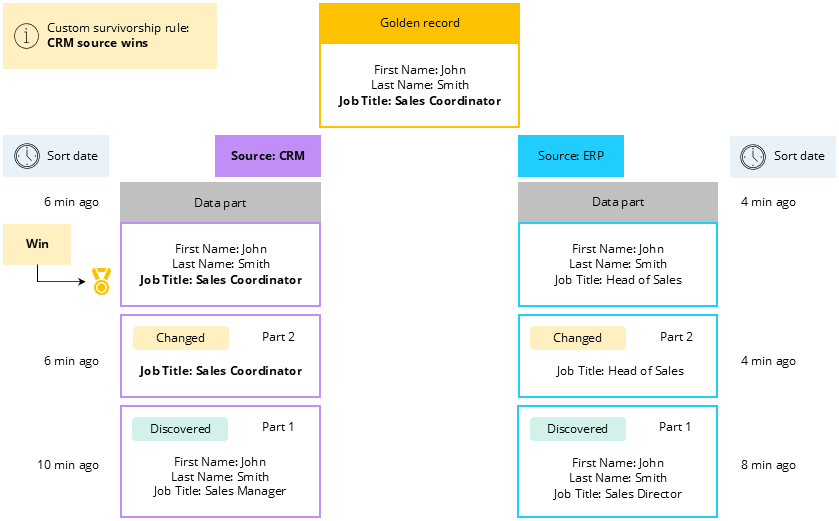 Custom survivorship rule:
CRM source wins
Golden record
First Name: John
Last Name: Smith
Job Title: Sales Coordinator
Sort date
Source: CRM
Source: ERP
Sort date
6 min ago
Data part
Data part
4 min ago
Win
First Name: John
Last Name: Smith
Job Title: Sales Coordinator
First Name: John
Last Name: Smith
Job Title: Head of Sales
6 min ago
Changed
Part 2
Job Title: Sales Coordinator
Changed
Part 2
Job Title: Head of Sales
4 min ago
10 min ago
Discovered
Part 1
First Name: John
Last Name: Smith
Job Title: Sales Manager
Discovered
Part 1
First Name: John
Last Name: Smith
Job Title: Sales Director
8 min ago